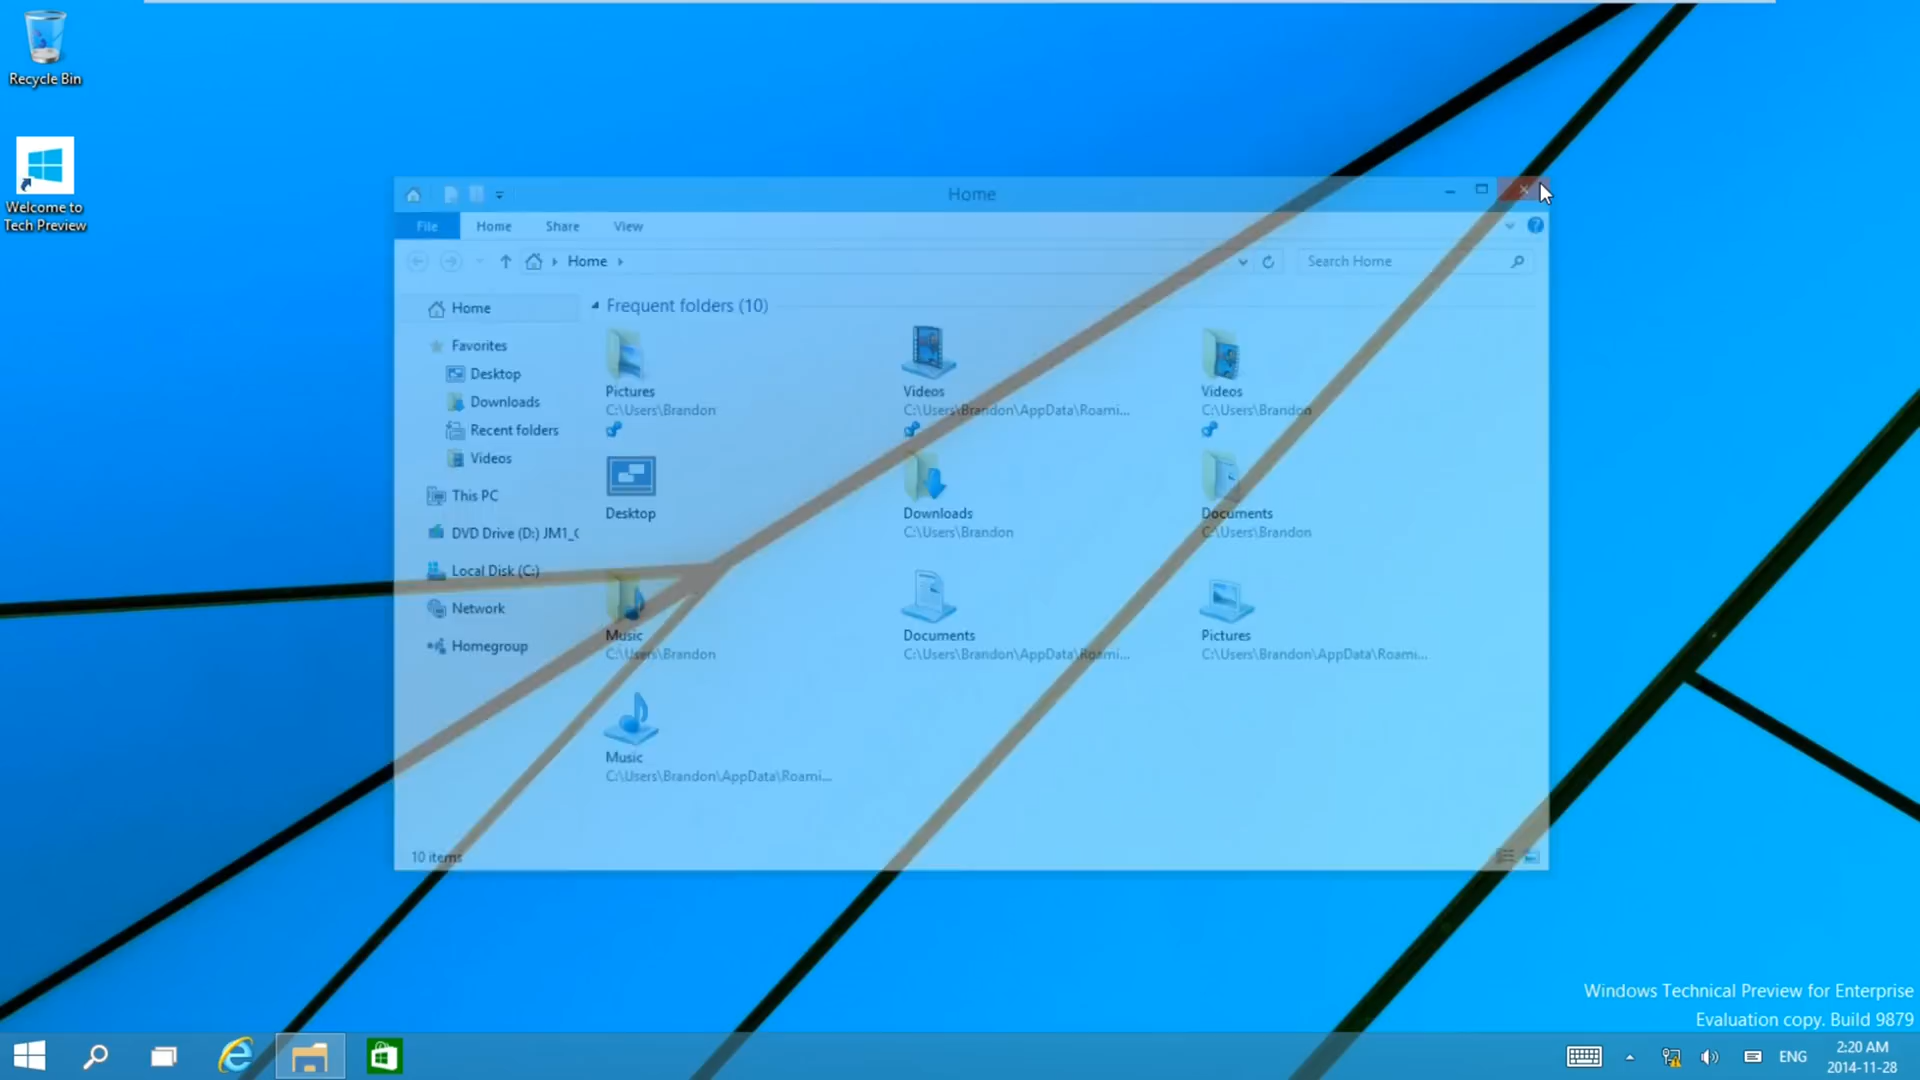 Recycle Bin
Welcome to
Tech Preview
Home
File
Home
Share
View
Home
Search Home
Home
Favorites
Desktop
Downloads
Recent folders
Videos
This PC
DVD Drive (D:) JM1_C
Local Disk (C:)
Network
Homegroup
Frequent folders (10)
Pictures
C:\Users\Brandon
Videos
C:\Users\Brandon\AppData\Roami...
Videos
C:\Users\Brandon
Desktop
Downloads
C:\Users\Brandon
Documents
C:\Users\Brandon
Music
C:\Users\Brandon
Documents
C:\Users\Brandon\AppData\Roami...
Pictures
C:\Users\Brandon\AppData\Roami...
Music
C:\Users\Brandon\AppData\Roami...
10 items
Windows Technical Preview for Enterprise
Evaluation copy. Build 9879
ENG
2:20 AM
2014-11-28